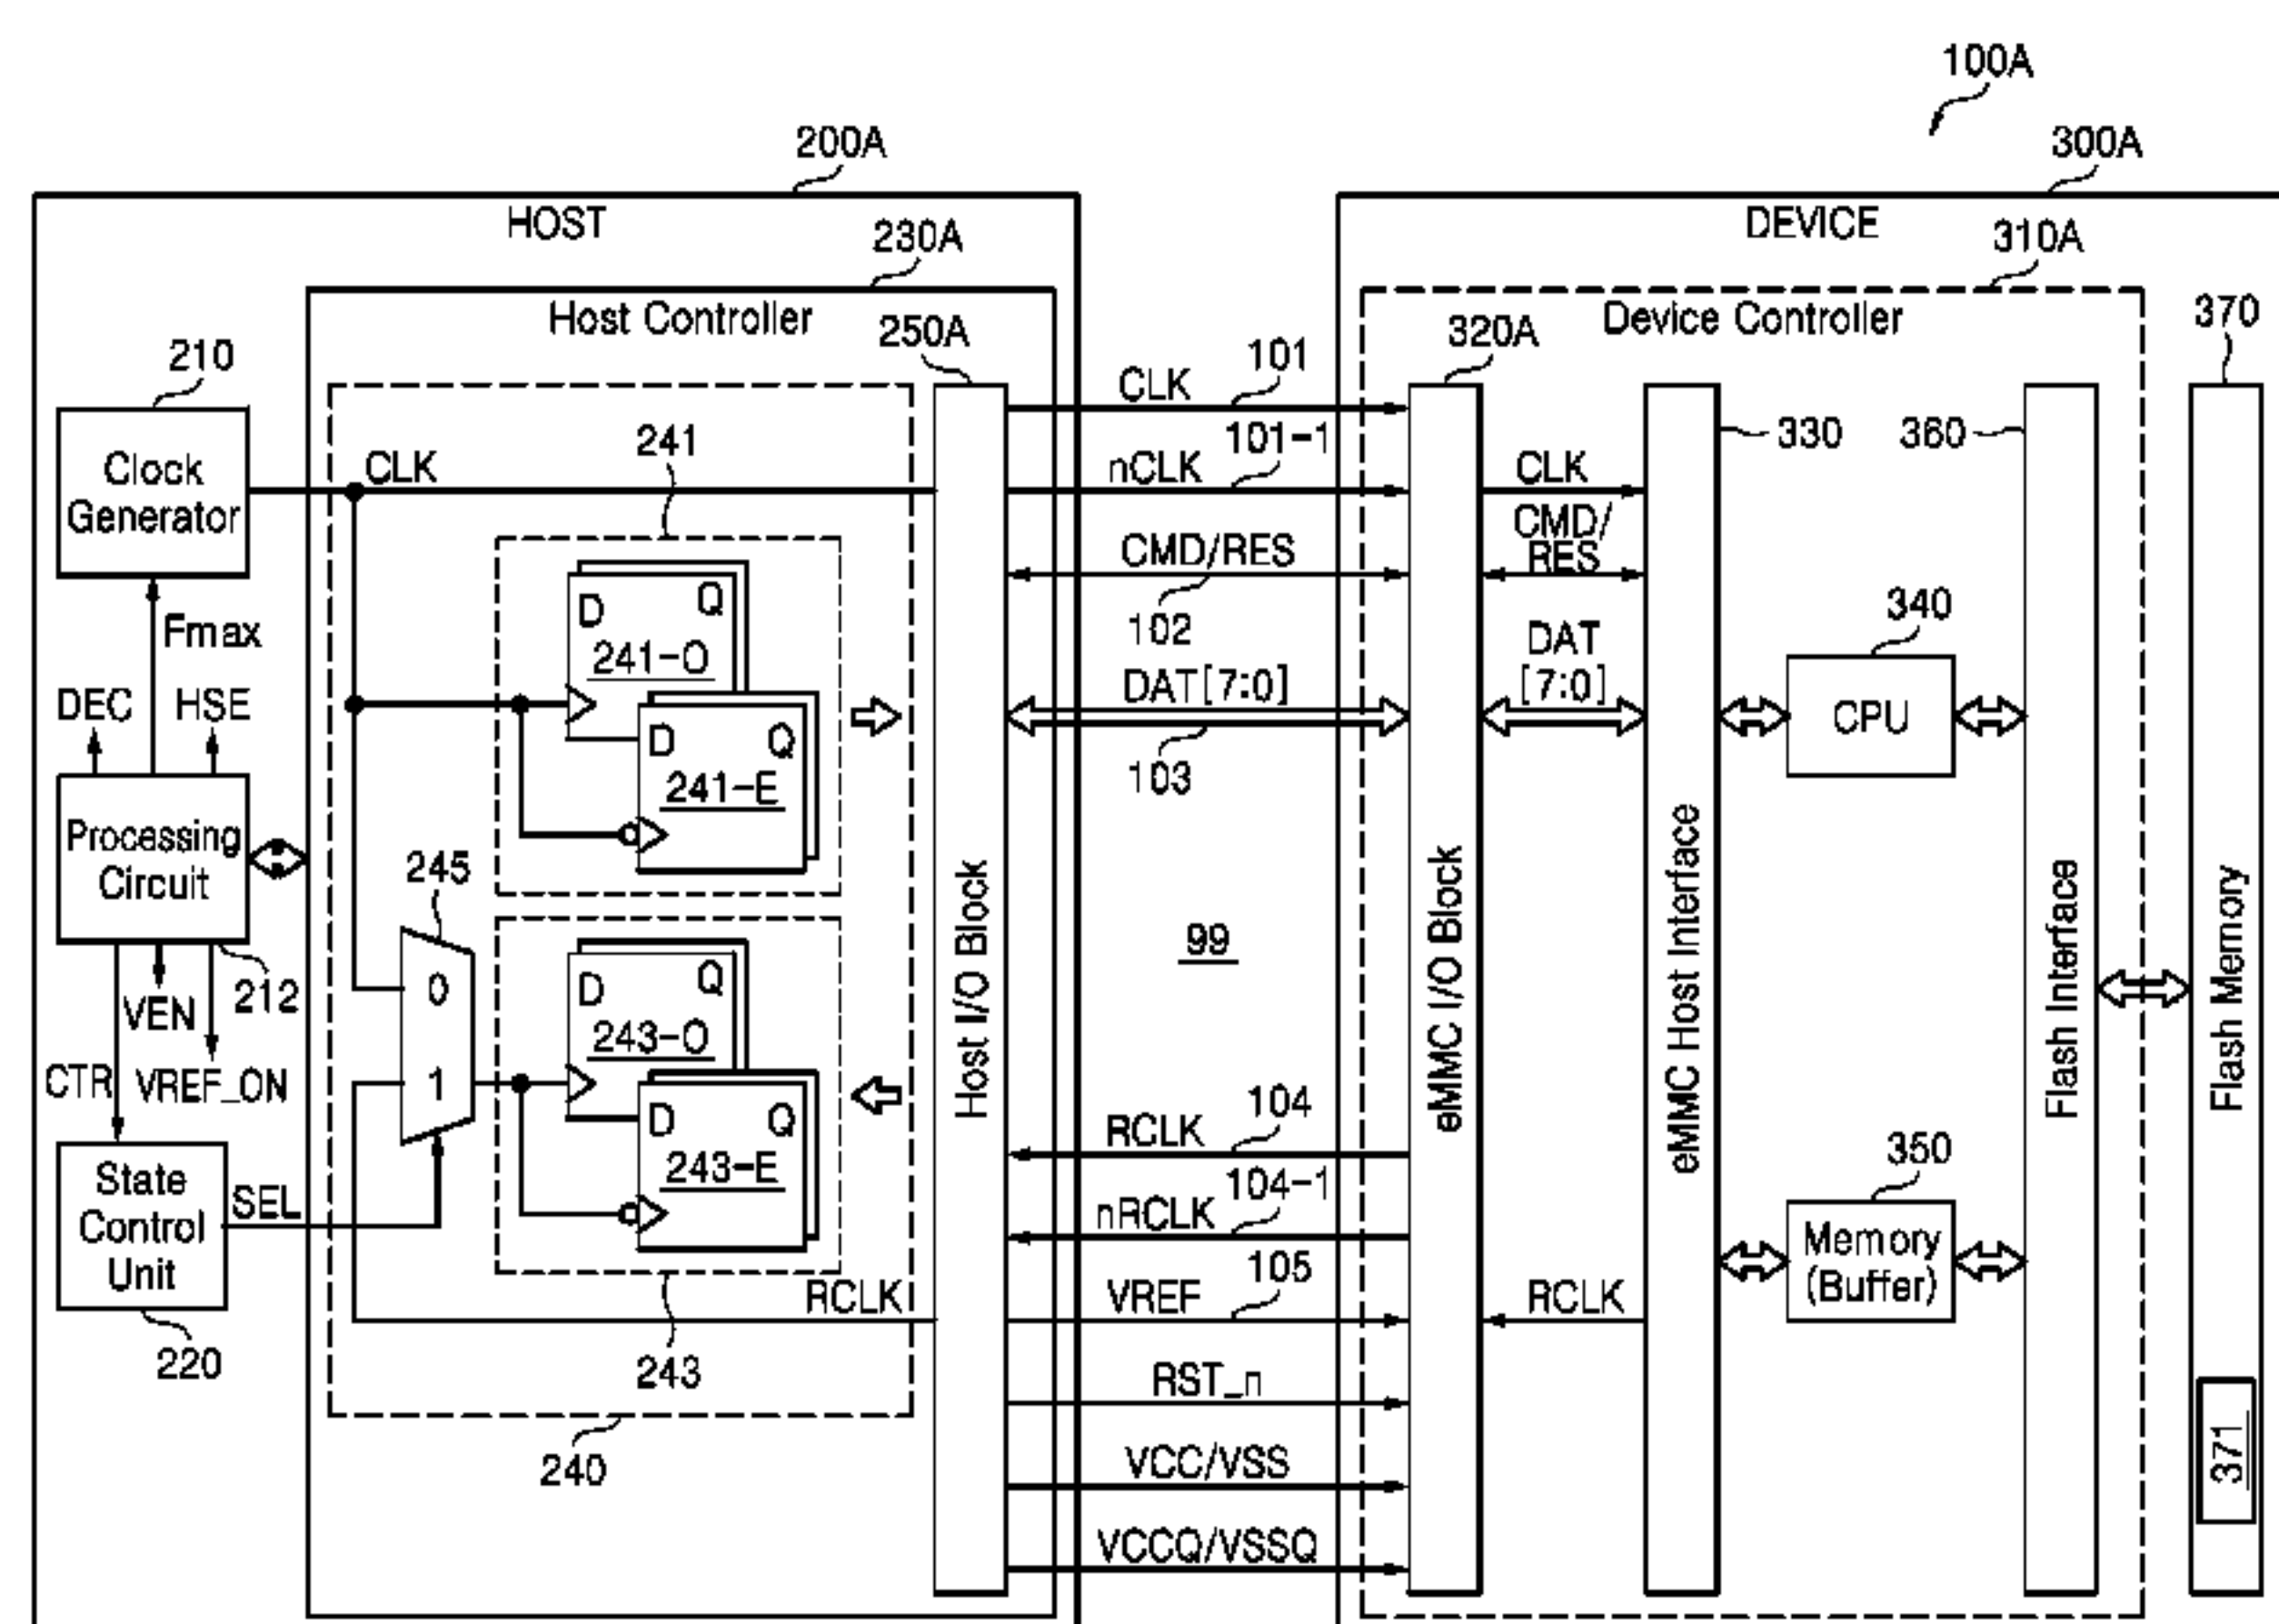 100A
200A
300A
HOST
DEVICE
230A
310A
Host Controller
Device Controller
250A
320A
370
210
CLK
101
101-1
330
360
241
Clock
Generator
CLK
nCLK
CLK
CMD/RES
CMD/
RES
102
Fmax
D Q
241-O
340
DAT[7:0]
DAT
[7:0]
CPU
DEC
HSE
D Q
241-E
103
Processing
Circuit
245
Host I/O Block
99
eMMC I/O Block
eMMC Host Interface
Flash Interface
Flash Memory
212
VEN
0
D Q
243-O
CTR
VREF_ON
1
D Q
243-E
RCLK
104
350
State
Control
Unit
SEL
nRCLK
104-1
Memory
(Buffer)
RCLK
VREF
105
RCLK
220
243
RST_n
240
VCC/VSS
371
VCCQ/VSSQ